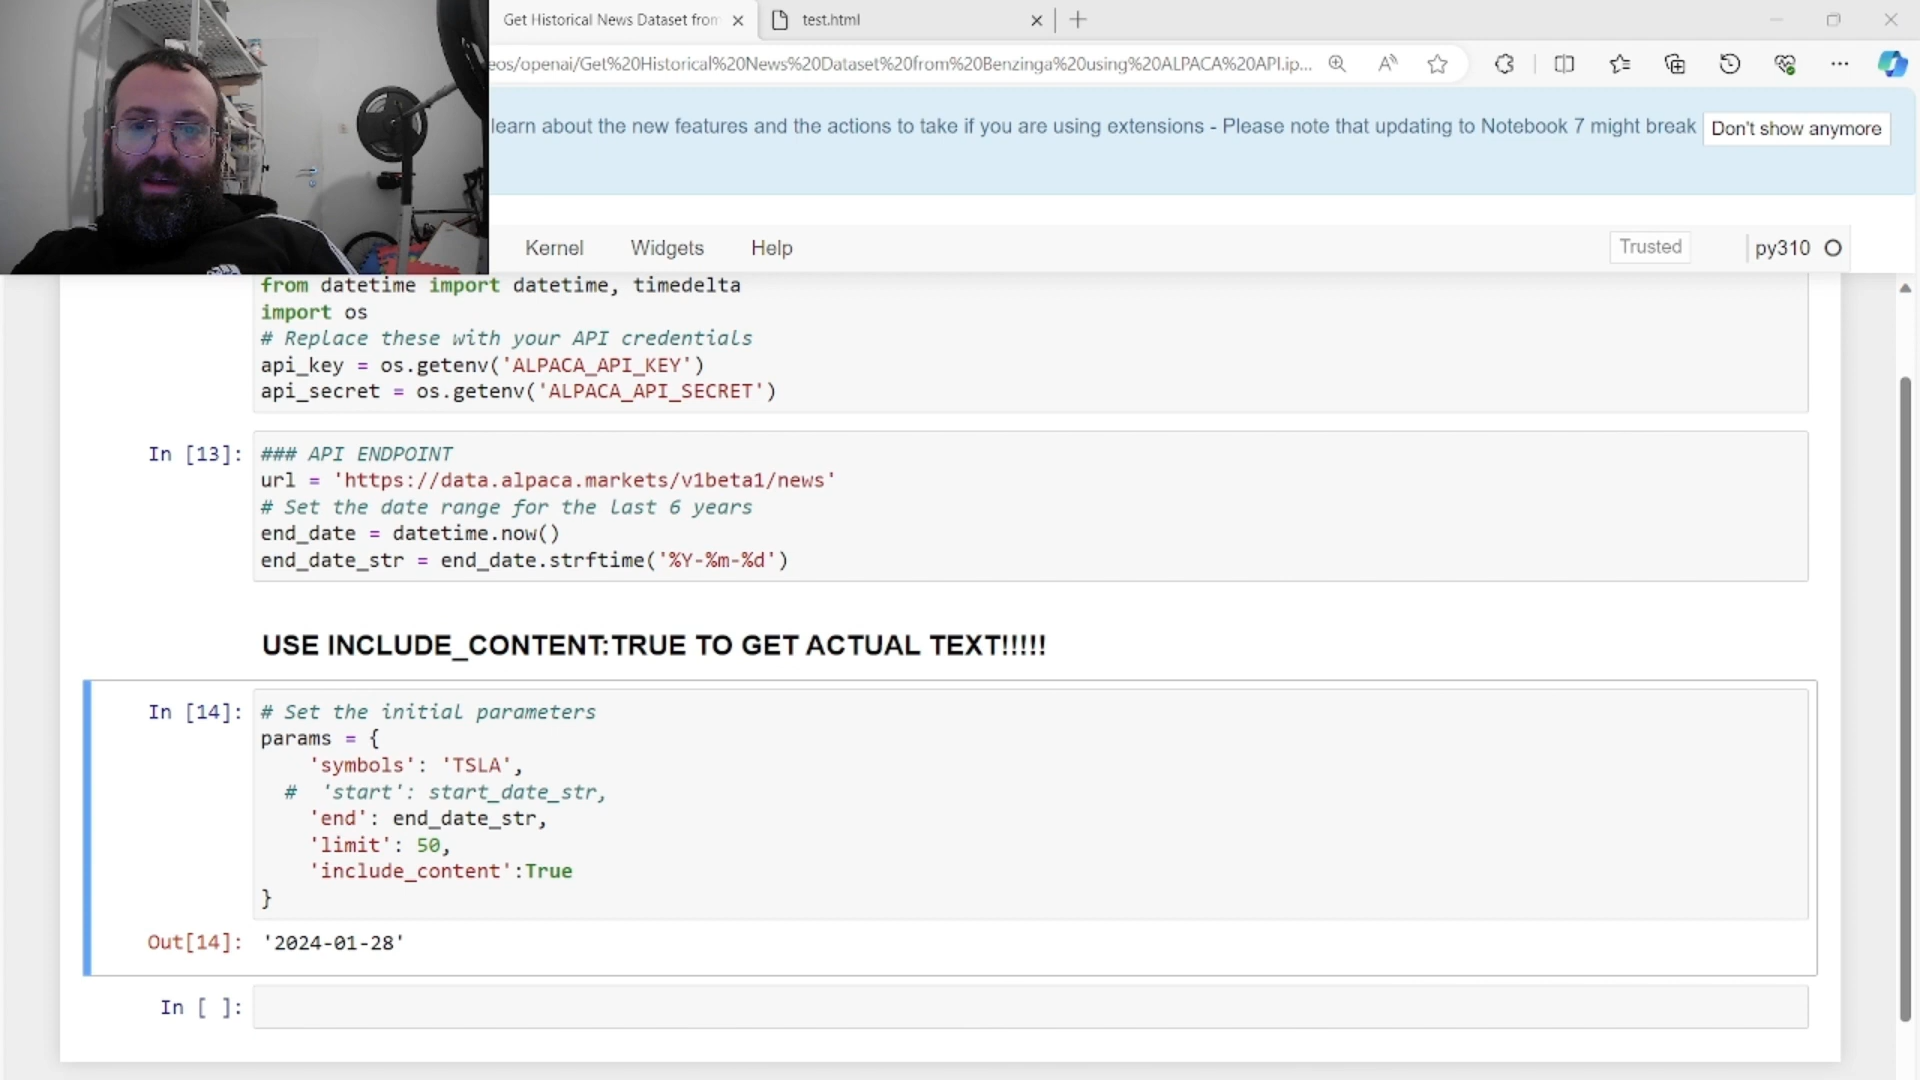 Get Historical News Dataset from
test.html
eos/openai/Get%20Historical%20News%20Dataset%20from%20Benzinga%20using%20ALPACA%20API.ip...
learn about the new features and the actions to take if you are using extensions - Please note that updating to Notebook 7 might break
Don't show anymore
Kernel
Widgets
Help
Trusted
py310
from datetime import datetime, timedelta
import os
# Replace these with your API credentials
api_key = os.getenv('ALPACA_API_KEY')
api_secret = os.getenv('ALPACA_API_SECRET')
In [13]:
### API ENDPOINT
url = 'https://data.alpaca.markets/v1beta1/news'
# Set the date range for the last 6 years
end_date = datetime.now()
end_date_str = end_date.strftime('%Y-%m-%d')
USE INCLUDE_CONTENT:TRUE TO GET ACTUAL TEXT!!!!!
In [14]:
# Set the initial parameters
params = {
'symbols': 'TSLA',
# 'start': start_date_str,
'end': end_date_str,
'limit': 50,
'include_content':True
}
Out[14]: '2024-01-28'
In [ ]: